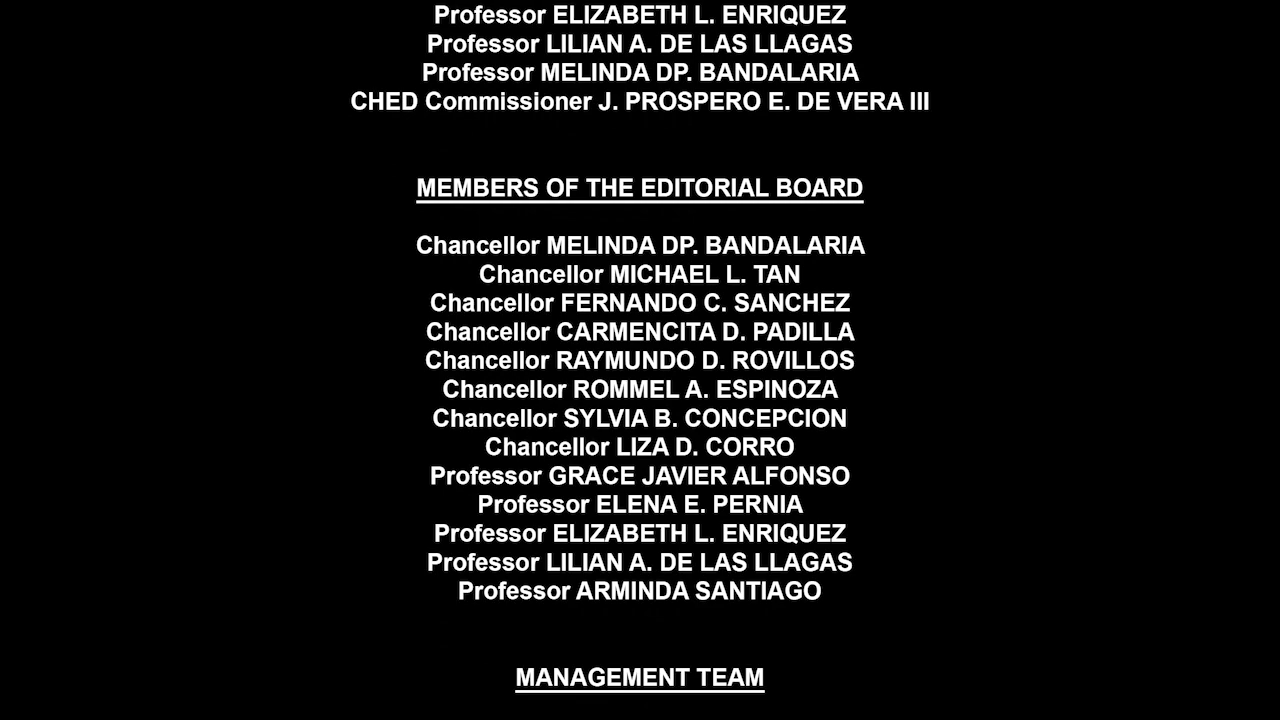 Professor ELIZABETH L. ENRIQUEZ
Professor LILIAN A. DE LAS LLAGAS
Professor MELINDA DP. BANDALARIA
CHED Commissioner J. PROSPERO E. DE VERA III
MEMBERS OF THE EDITORIAL BOARD
Chancellor MELINDA DP. BANDALARIA
Chancellor MICHAEL L. TAN
Chancellor FERNANDO C. SANCHEZ
Chancellor CARMENCITA D. PADILLA
Chancellor RAYMUNDO D. ROVILLOS
Chancellor ROMMEL A. ESPINOZA
Chancellor SYLVIA B. CONCEPCION
Chancellor LIZA D. CORRO
Professor GRACE JAVIER ALFONSO
Professor ELENA E. PERNIA
Professor ELIZABETH L. ENRIQUEZ
Professor LILIAN A. DE LAS LLAGAS
Professor ARMINDA SANTIAGO
MANAGEMENT TEAM